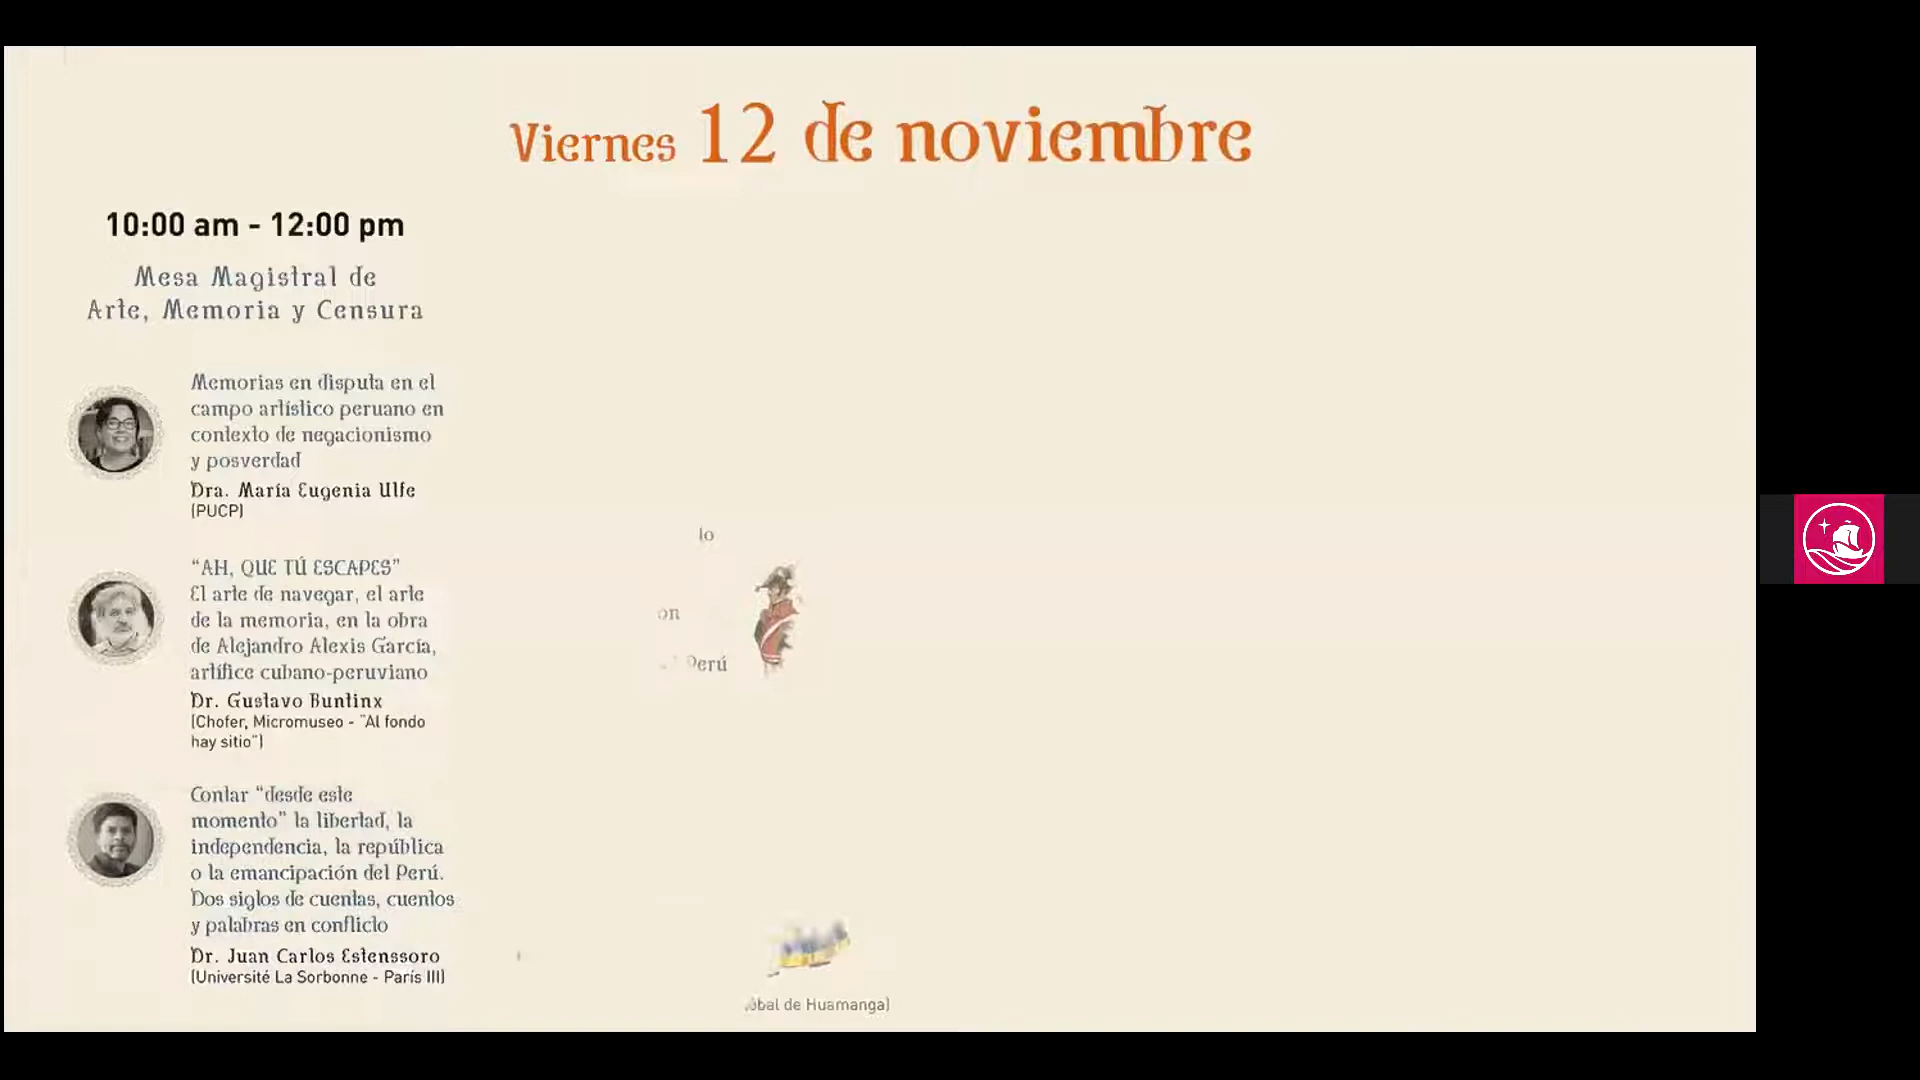 Viernes 12 de noviembre
10:00 am - 12:00 pm
Mesa Magistral de
Arte, Memoria y Censura
Memorias en disputa en el
campo artístico peruano en
contexto de negacionismo
y posverdad
Dra. María Eugenia Ulfe
(PUCP)
“AH, QUE TÚ ESCAPES”
El arte de navegar, el arte
de la memoria, en la obra
de Alejandro Alexis García,
artífice cubano-peruviano
Dr. Gustavo Buntinx
(Chofer, Micromuseo - "Al fondo
hay sitio")
Contar “desde este
momento” la libertad, la
independencia, la república
o la emancipación del Perú.
Dos siglos de cuentas, cuentos
y palabras en conflicto
Dr. Juan Carlos Estenssoro
(Université La Sorbonne - París III)
lo
on
Perú
óbal de Huamanga)